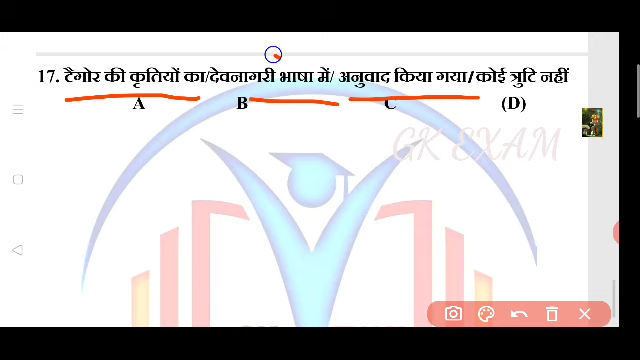 17. टैगोर की कृतियों का/देवनागरी भाषा में/ अनुवाद किया गया/कोई त्रुटि नहीं
A B C (D)
GK EXAM